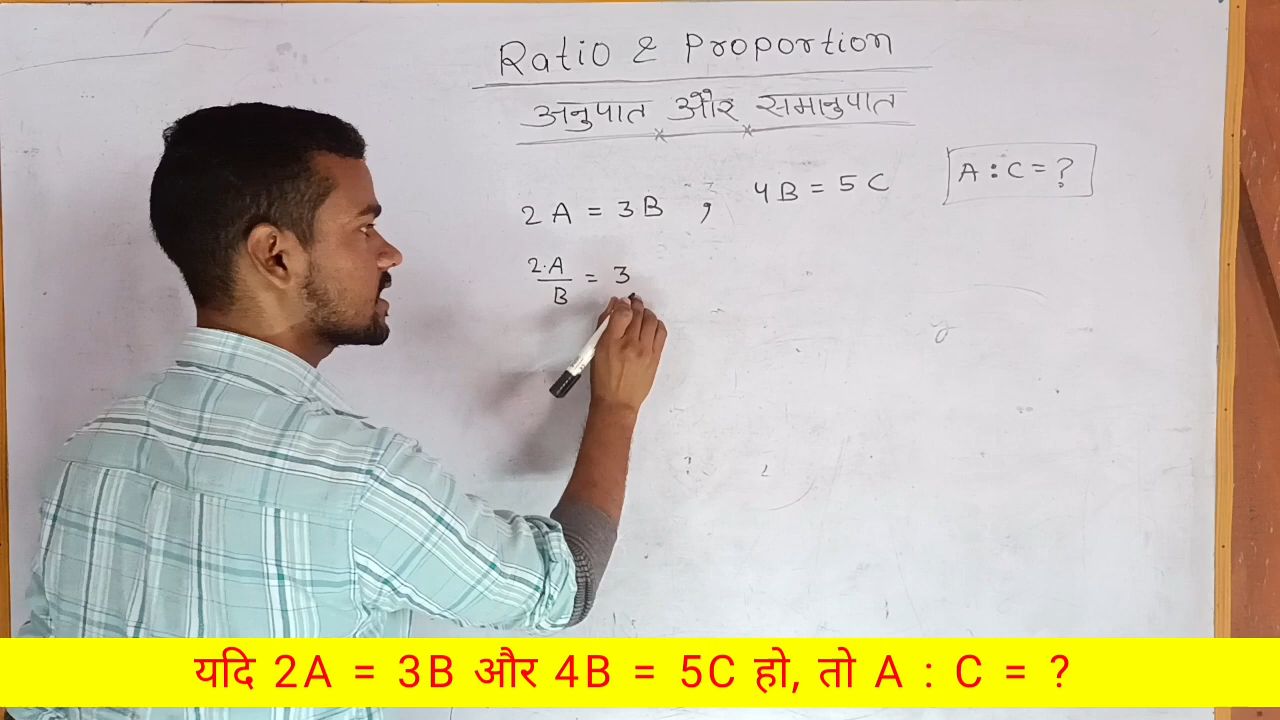 Ratio & Proportion
अनुपात और समानुपात
2A = 3B , 4B = 5C A : C = ?
2.A/B = 3
यदि 2A = 3B और 4B = 5C हो, तो A : C = ?